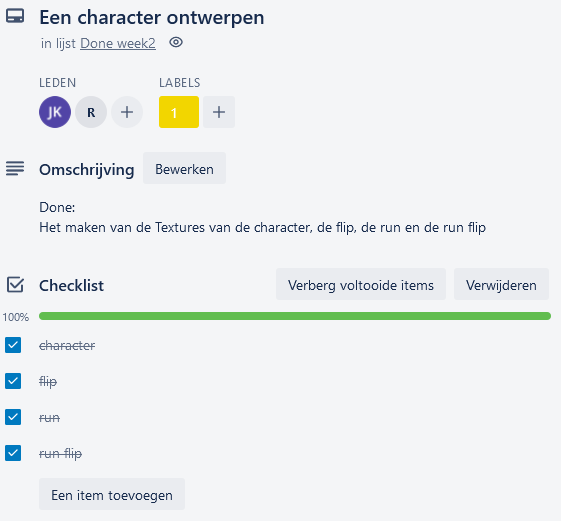 Een character ontwerpen
in lijst Done week2
LEDEN LABELS
JK R + 1 +
Omschrijving Bewerken
Done:
Het maken van de Textures van de character, de flip, de run en de run flip
Checklist Verberg voltooide items Verwijderen
100%
character
flip
run
run flip
Een item toevoegen